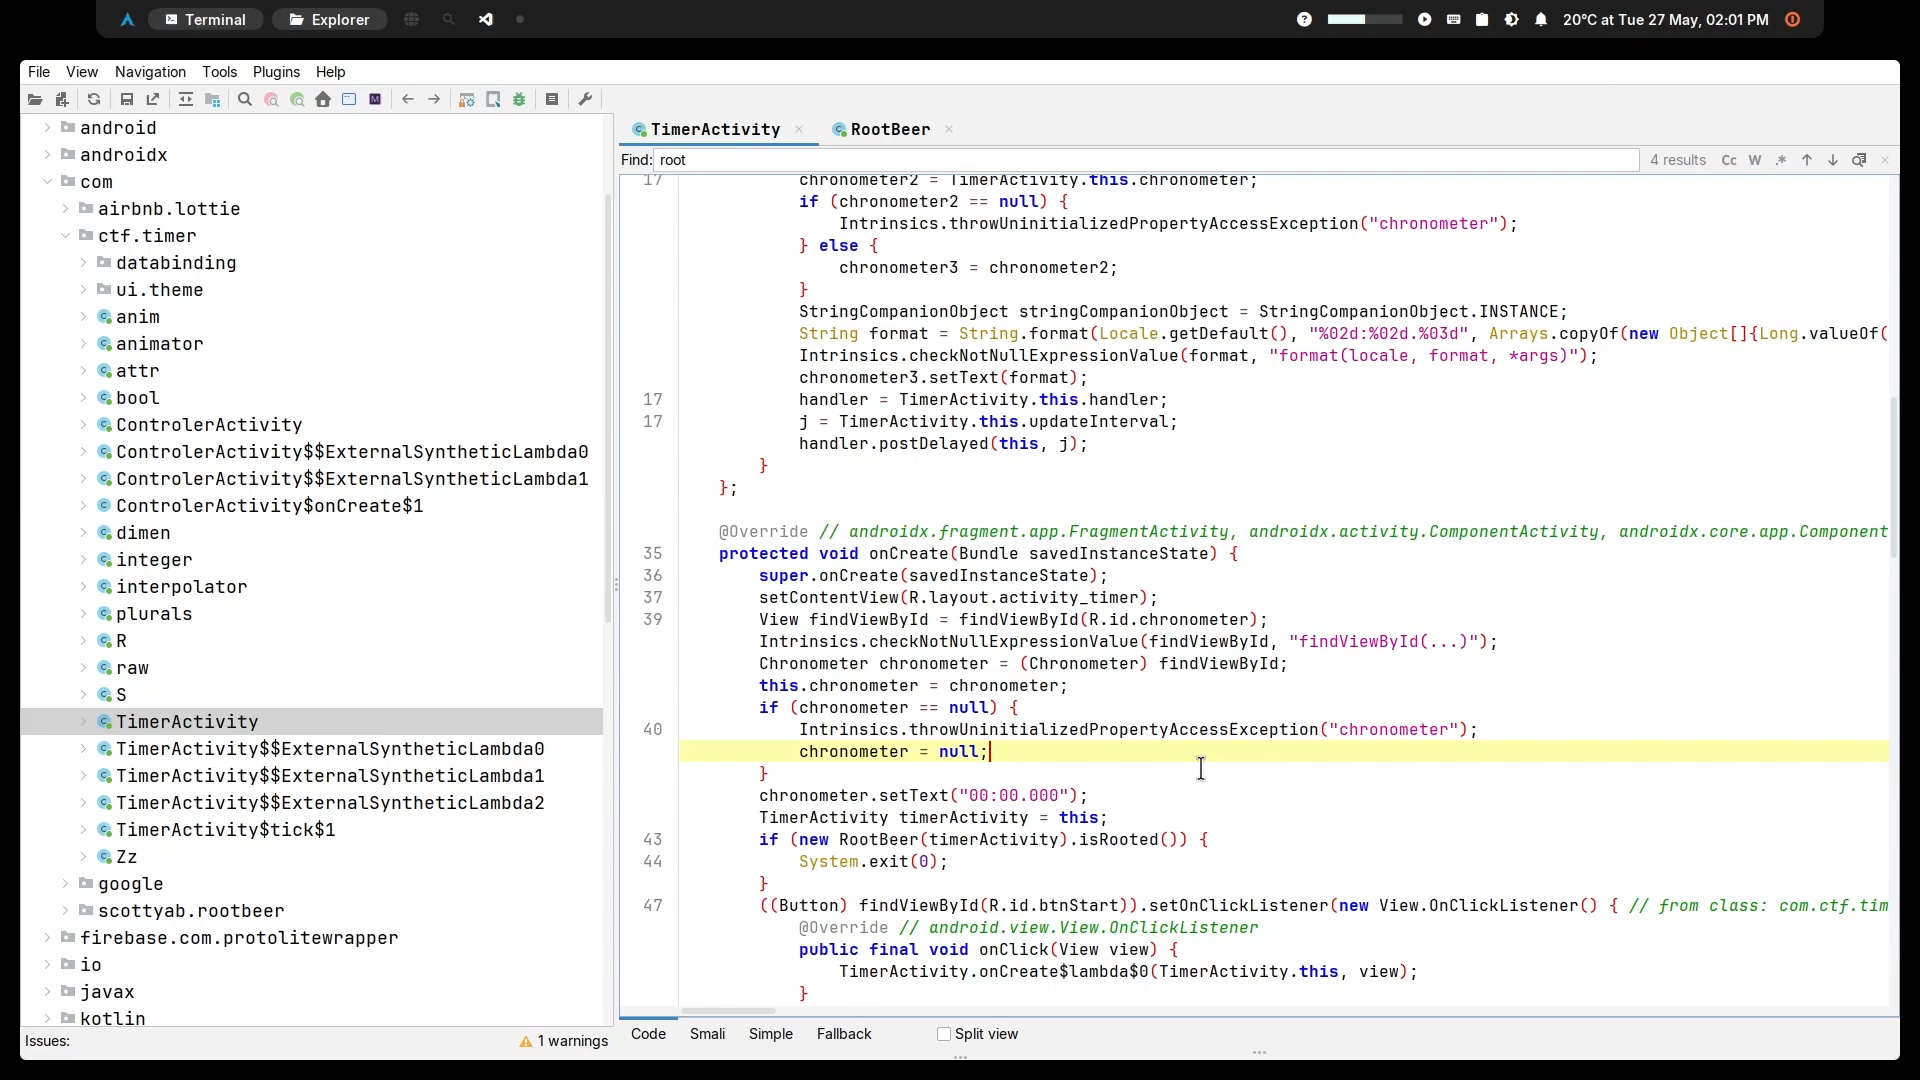 Terminal
Explorer
20°C at Tue 27 May, 02:01 PM
File View Navigation Tools Plugins Help
android
androidx
com
airbnb.lottie
ctf.timer
databinding
ui.theme
anim
animator
attr
bool
ControlerActivity
ControlerActivity$$ExternalSyntheticLambda0
ControlerActivity$$ExternalSyntheticLambda1
ControlerActivity$onCreate$1
dimen
integer
interpolator
plurals
R
raw
S
TimerActivity
TimerActivity$$ExternalSyntheticLambda0
TimerActivity$$ExternalSyntheticLambda1
TimerActivity$$ExternalSyntheticLambda2
TimerActivity$tick$1
Zz
google
scottyab.rootbeer
firebase.com.protolitewrapper
io
javax
kotlin
Issues: 1 warnings
TimerActivity RootBeer
Find: root 4 results Cc W .*
17 chronometer2 = TimerActivity.this.chronometer;
if (chronometer2 == null) {
Intrinsics.throwUninitializedPropertyAccessException("chronometer");
} else {
chronometer3 = chronometer2;
}
StringCompanionObject stringCompanionObject = StringCompanionObject.INSTANCE;
String format = String.format(Locale.getDefault(), "%02d:%02d.%03d", Arrays.copyOf(new Object[]{Long.valueOf(
Intrinsics.checkNotNullExpressionValue(format, "format(locale, format, *args)");
chronometer3.setText(format);
17 handler = TimerActivity.this.handler;
17 j = TimerActivity.this.updateInterval;
handler.postDelayed(this, j);
}
};
@Override // androidx.fragment.app.FragmentActivity, androidx.activity.ComponentActivity, androidx.core.app.Component
35 protected void onCreate(Bundle savedInstanceState) {
36 super.onCreate(savedInstanceState);
37 setContentView(R.layout.activity_timer);
39 View findViewById = findViewById(R.id.chronometer);
Intrinsics.checkNotNullExpressionValue(findViewById, "findViewById(...)");
Chronometer chronometer = (Chronometer) findViewById;
this.chronometer = chronometer;
if (chronometer == null) {
40 Intrinsics.throwUninitializedPropertyAccessException("chronometer");
chronometer = null;
}
chronometer.setText("00:00.000");
TimerActivity timerActivity = this;
43 if (new RootBeer(timerActivity).isRooted()) {
44 System.exit(0);
}
47 ((Button) findViewById(R.id.btnStart)).setOnClickListener(new View.OnClickListener() { // from class: com.ctf.tim
@Override // android.view.View.OnClickListener
public final void onClick(View view) {
TimerActivity.onCreate$lambda$0(TimerActivity.this, view);
}
Code Smali Simple Fallback Split view